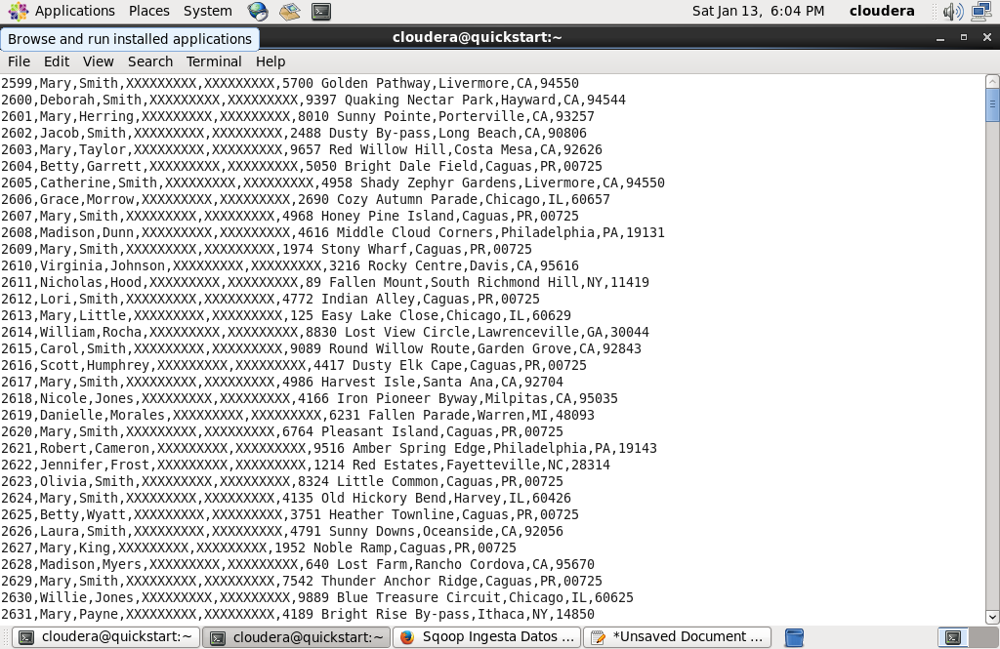 Applications Places System Sat Jan 13, 6:04 PM cloudera
Browse and run installed applications
cloudera@quickstart:~
File Edit View Search Terminal Help
2599,Mary,Smith,XXXXXXXXX,XXXXXXXXX,5700 Golden Pathway,Livermore,CA,94550
2600,Deborah,Smith,XXXXXXXXX,XXXXXXXXX,9397 Quaking Nectar Park,Hayward,CA,94544
2601,Mary,Herring,XXXXXXXXX,XXXXXXXXX,8010 Sunny Pointe,Porterville,CA,93257
2602,Jacob,Smith,XXXXXXXXX,XXXXXXXXX,2488 Dusty By-pass,Long Beach,CA,90806
2603,Mary,Taylor,XXXXXXXXX,XXXXXXXXX,9657 Red Willow Hill,Costa Mesa,CA,92626
2604,Betty,Garrett,XXXXXXXXX,XXXXXXXXX,5050 Bright Dale Field,Caguas,PR,00725
2605,Catherine,Smith,XXXXXXXXX,XXXXXXXXX,4958 Shady Zephyr Gardens,Livermore,CA,94550
2606,Grace,Morrow,XXXXXXXXX,XXXXXXXXX,2690 Cozy Autumn Parade,Chicago,IL,60657
2607,Mary,Smith,XXXXXXXXX,XXXXXXXXX,4968 Honey Pine Island,Caguas,PR,00725
2608,Madison,Dunn,XXXXXXXXX,XXXXXXXXX,4616 Middle Cloud Corners,Philadelphia,PA,19131
2609,Mary,Smith,XXXXXXXXX,XXXXXXXXX,1974 Stony Wharf,Caguas,PR,00725
2610,Virginia,Johnson,XXXXXXXXX,XXXXXXXXX,3216 Rocky Centre,Davis,CA,95616
2611,Nicholas,Hood,XXXXXXXXX,XXXXXXXXX,89 Fallen Mount,South Richmond Hill,NY,11419
2612,Lori,Smith,XXXXXXXXX,XXXXXXXXX,4772 Indian Alley,Caguas,PR,00725
2613,Mary,Little,XXXXXXXXX,XXXXXXXXX,125 Easy Lake Close,Chicago,IL,60629
2614,William,Rocha,XXXXXXXXX,XXXXXXXXX,8830 Lost View Circle,Lawrenceville,GA,30044
2615,Carol,Smith,XXXXXXXXX,XXXXXXXXX,9089 Round Willow Route,Garden Grove,CA,92843
2616,Scott,Humphrey,XXXXXXXXX,XXXXXXXXX,4417 Dusty Elk Cape,Caguas,PR,00725
2617,Mary,Smith,XXXXXXXXX,XXXXXXXXX,4986 Harvest Isle,Santa Ana,CA,92704
2618,Nicole,Jones,XXXXXXXXX,XXXXXXXXX,4166 Iron Pioneer Byway,Milpitas,CA,95035
2619,Danielle,Morales,XXXXXXXXX,XXXXXXXXX,6231 Fallen Parade,Warren,MI,48093
2620,Mary,Smith,XXXXXXXXX,XXXXXXXXX,6764 Pleasant Island,Caguas,PR,00725
2621,Robert,Cameron,XXXXXXXXX,XXXXXXXXX,9516 Amber Spring Edge,Philadelphia,PA,19143
2622,Jennifer,Frost,XXXXXXXXX,XXXXXXXXX,1214 Red Estates,Fayetteville,NC,28314
2623,Olivia,Smith,XXXXXXXXX,XXXXXXXXX,8324 Little Common,Caguas,PR,00725
2624,Mary,Smith,XXXXXXXXX,XXXXXXXXX,4135 Old Hickory Bend,Harvey,IL,60426
2625,Betty,Wyatt,XXXXXXXXX,XXXXXXXXX,3751 Heather Townline,Caguas,PR,00725
2626,Laura,Smith,XXXXXXXXX,XXXXXXXXX,4791 Sunny Downs,Oceanside,CA,92056
2627,Mary,King,XXXXXXXXX,XXXXXXXXX,1952 Noble Ramp,Caguas,PR,00725
2628,Madison,Myers,XXXXXXXXX,XXXXXXXXX,640 Lost Farm,Rancho Cordova,CA,95670
2629,Mary,Smith,XXXXXXXXX,XXXXXXXXX,7542 Thunder Anchor Ridge,Caguas,PR,00725
2630,Willie,Jones,XXXXXXXXX,XXXXXXXXX,9889 Blue Treasure Circuit,Chicago,IL,60625
2631,Mary,Payne,XXXXXXXXX,XXXXXXXXX,4189 Bright Rise By-pass,Ithaca,NY,14850
cloudera@quickstart:~ cloudera@quickstart:~ Sqoop Ingesta Datos ... *Unsaved Document ...